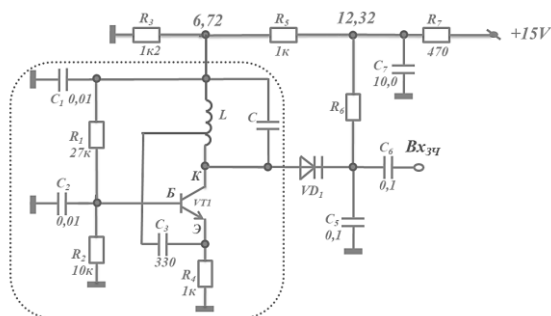 R3 6,72 R5 12,32 R7 +15V
1к2 1к 470
C7
10,0
C1 0,01 L C R6
R1
27к
К C6 ВхЗЧ
C2 Б VT1 VD1 0,1
0,01 Э
C3 C5
0,1
R2 330 R4
10к 1к